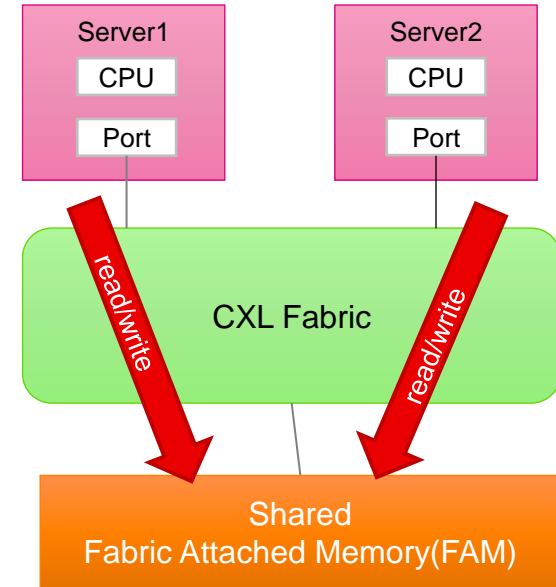 Server1
CPU
Port
Server2
CPU
Port
read/write
read/write
CXL Fabric
Shared
Fabric Attached Memory(FAM)